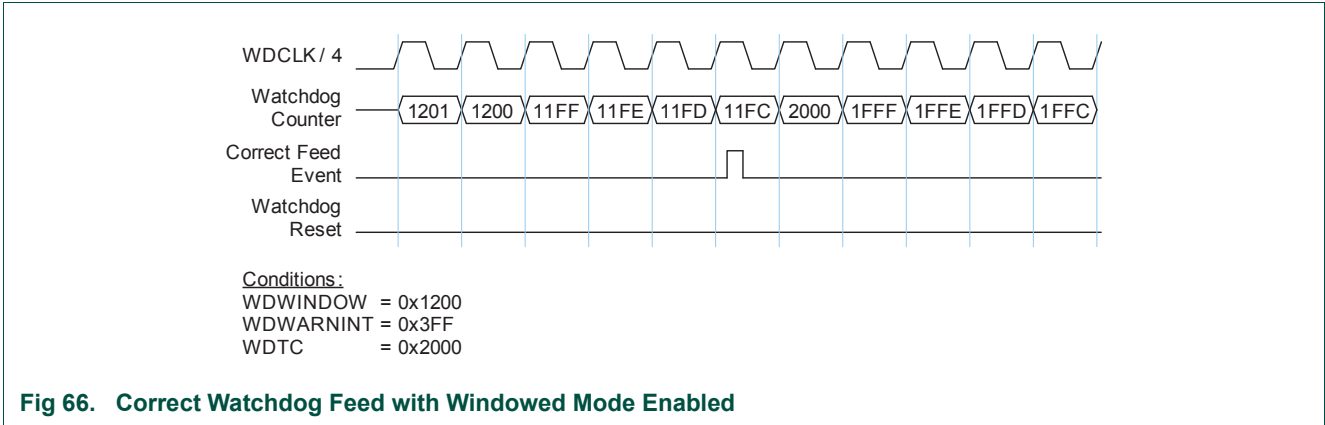 WDCLK / 4
Watchdog
Counter
1201 1200 11FF 11FE 11FD 11FC 2000 1FFF 1FFE 1FFD 1FFC
Correct Feed
Event
Watchdog
Reset
Conditions:
WDWINDOW = 0x1200
WDWARNINT = 0x3FF
WDTC = 0x2000
Fig 66. Correct Watchdog Feed with Windowed Mode Enabled